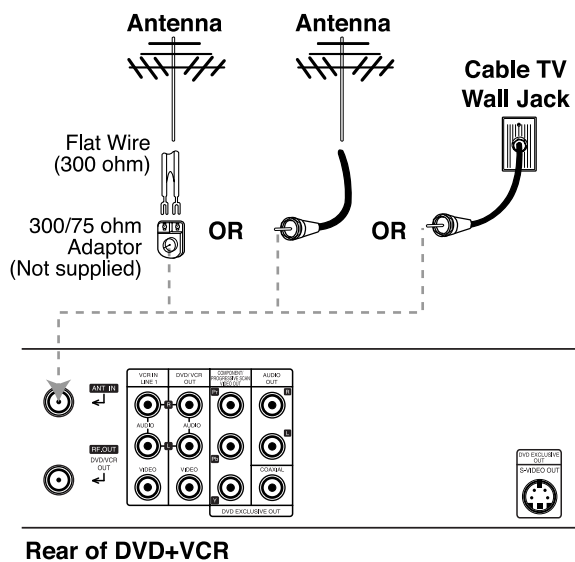 Antenna
Antenna
Cable TV
Wall Jack
Flat Wire
(300 ohm)
300/75 ohm
Adaptor
(Not supplied)
OR
OR
ANT IN
RF.OUT
DVD/VCR
OUT
VCR IN
LINE 1
DVD/VCR
OUT
COMPONENT/
PROGRESSIVE SCAN
VIDEO OUT
AUDIO
OUT
R
L
AUDIO
AUDIO
VIDEO
VIDEO
Pr
Pb
Y
R
L
COAXIAL
DVD EXCLUSIVE OUT
DVD EXCLUSIVE
OUT
S-VIDEO OUT
Rear of DVD+VCR